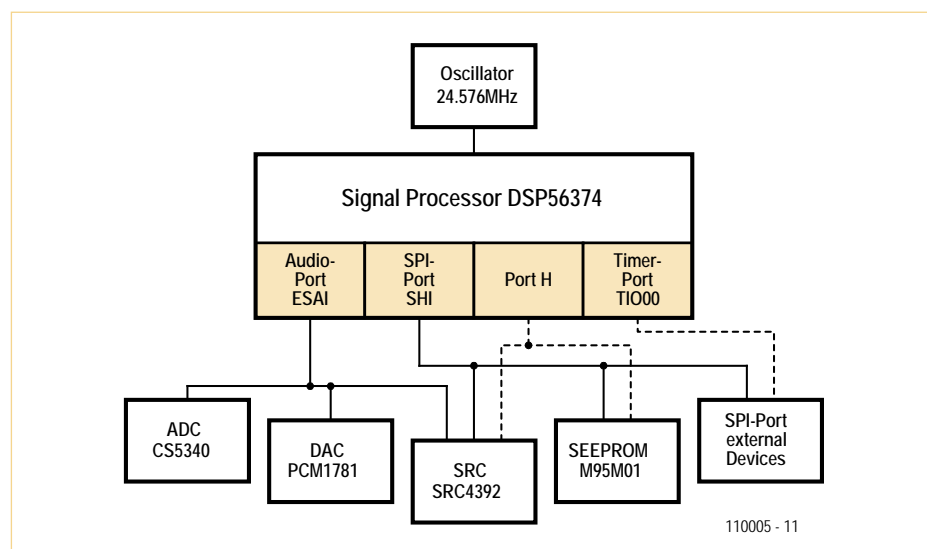 Oscillator
24.576MHz
Signal Processor DSP56374
Audio-
Port
ESAI
SPI-
Port
SHI
Port H
Timer-
Port
TIO00
ADC
CS5340
DAC
PCM1781
SRC
SRC4392
SEEPROM
M95M01
SPI-Port
external
Devices
110005 - 11